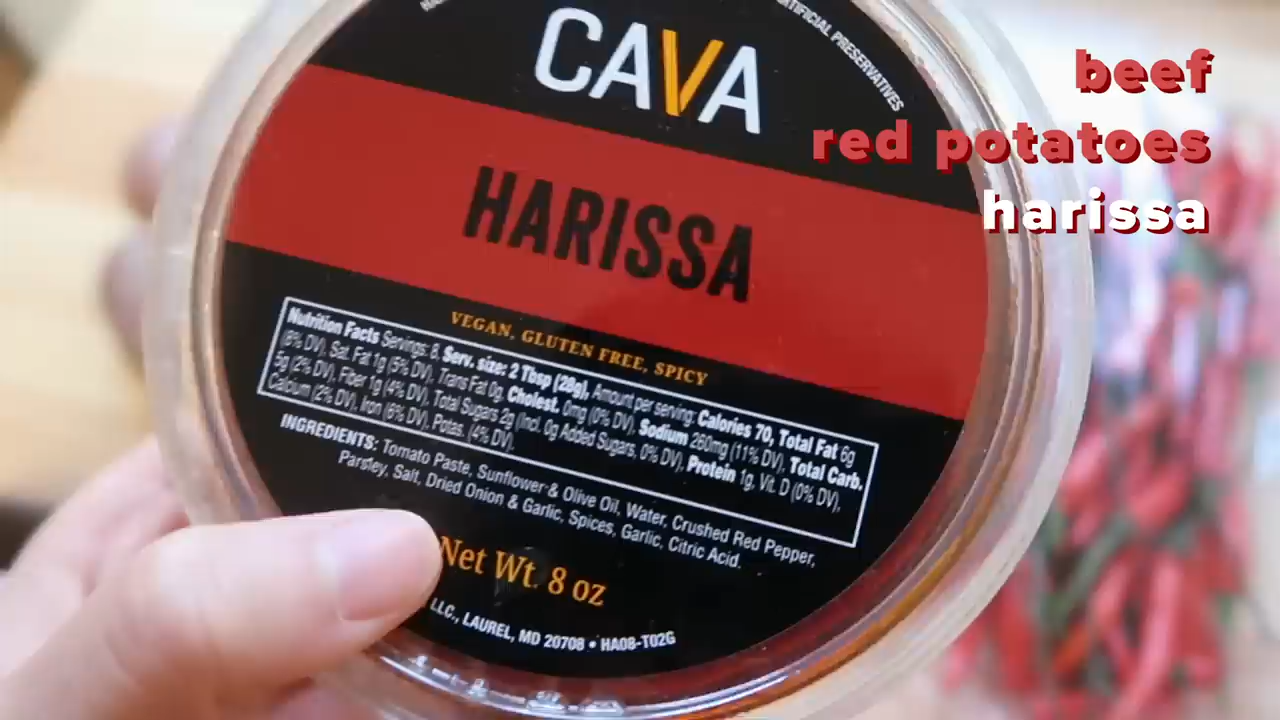 CAVA
PRESERVATIVES
HARISSA
VEGAN, GLUTEN FREE, SPICY
Nutrition Facts Servings: 8, Serv. size: 2 Tbsp (28g), Amount per serving: Calories 70, Total Fat 6g
(8% DV), Sat. Fat 1g (5% DV), Trans Fat 0g, Cholest. 0mg (0% DV), Sodium 260mg (11% DV), Total Carb.
5g (2% DV), Fiber 1g (4% DV), Total Sugars 2g (Incl. 0g Added Sugars, 0% DV), Protein 1g, Vit. D (0% DV),
Calcium (2% DV), Iron (6% DV), Potas. (4% DV).
INGREDIENTS: Tomato Paste, Sunflower & Olive Oil, Water, Crushed Red Pepper,
Parsley, Salt, Dried Onion & Garlic, Spices, Garlic, Citric Acid.
Net Wt. 8 oz
LLC., LAUREL, MD 20708 • HA08-T02G
beef
red potatoes
harissa